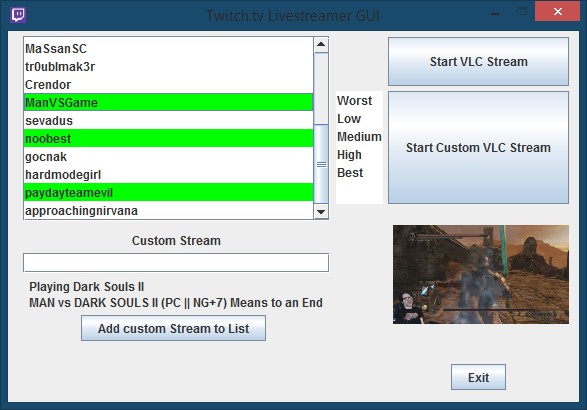 Twitch.tv Livestreamer GUI
MaSsanSC
tr0ublmak3r
Crendor
ManVSGame
sevadus
noobest
gocnak
hardmodegirl
paydayteamevil
approachingnirvana
Worst
Low
Medium
High
Best
Start VLC Stream
Start Custom VLC Stream
Custom Stream
Playing Dark Souls II
MAN vs DARK SOULS II (PC || NG+7) Means to an End
Add custom Stream to List
Exit